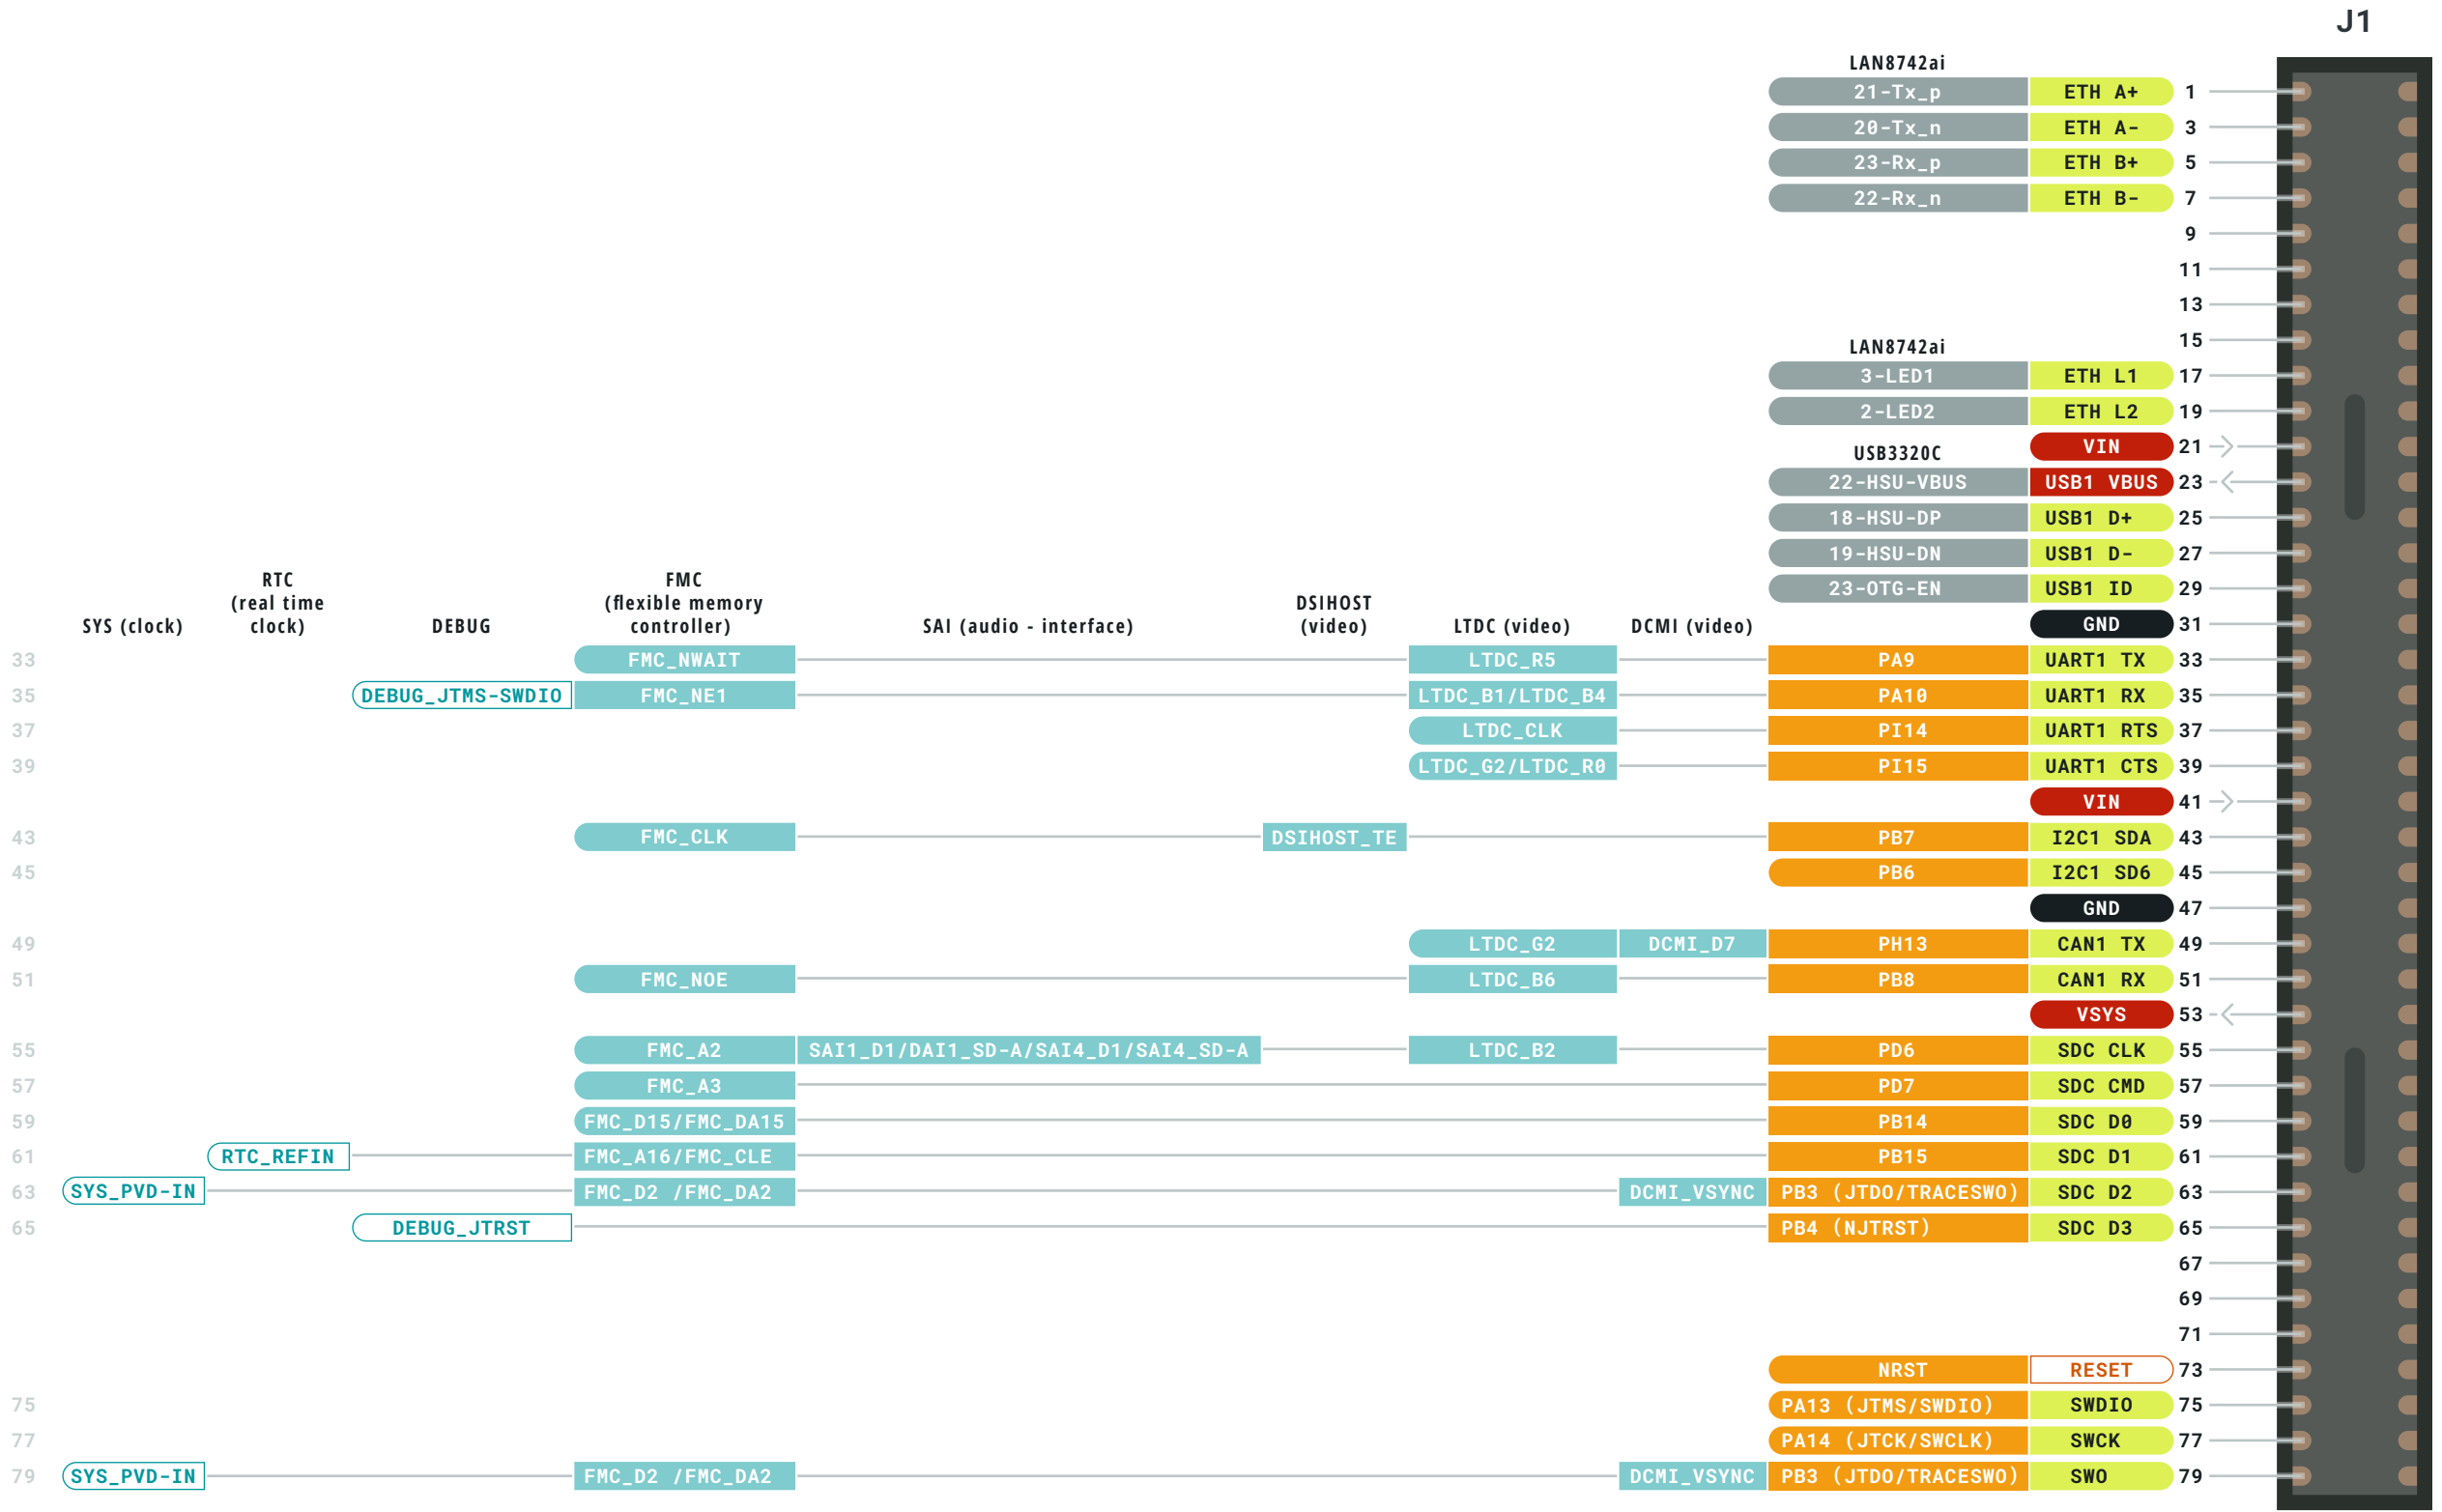 J1
LAN8742ai
21-Tx_p ETH A+ 1
20-Tx_n ETH A- 3
23-Rx_p ETH B+ 5
22-Rx_n ETH B- 7
9
11
13
15
LAN8742ai
3-LED1 ETH L1 17
2-LED2 ETH L2 19
VIN 21
USB3320C
22-HSU-VBUS USB1 VBUS 23
18-HSU-DP USB1 D+ 25
19-HSU-DN USB1 D- 27
23-OTG-EN USB1 ID 29
SYS (clock)
RTC
(real time
clock)
DEBUG
FMC
(flexible memory
controller)
SAI (audio - interface)
DSIHOST
(video)
LTDC (video)
DCMI (video)
GND 31
33 FMC_NWAIT LTDC_R5 PA9 UART1 TX 33
35 DEBUG_JTMS-SWDIO FMC_NE1 LTDC_B1/LTDC_B4 PA10 UART1 RX 35
37 LTDC_CLK PI14 UART1 RTS 37
39 LTDC_G2/LTDC_R0 PI15 UART1 CTS 39
VIN 41
43 FMC_CLK DSIHOST_TE PB7 I2C1 SDA 43
45 PB6 I2C1 SD6 45
GND 47
49 LTDC_G2 DCMI_D7 PH13 CAN1 TX 49
51 FMC_NOE LTDC_B6 PB8 CAN1 RX 51
VSYS 53
55 FMC_A2 SAI1_D1/DAI1_SD-A/SAI4_D1/SAI4_SD-A LTDC_B2 PD6 SDC CLK 55
57 FMC_A3 PD7 SDC CMD 57
59 FMC_D15/FMC_DA15 PB14 SDC D0 59
61 RTC_REFIN FMC_A16/FMC_CLE PB15 SDC D1 61
63 SYS_PVD-IN FMC_D2 /FMC_DA2 DCMI_VSYNC PB3 (JTDO/TRACESWO) SDC D2 63
65 DEBUG_JTRST PB4 (NJTRST) SDC D3 65
67
69
71
NRST RESET 73
75 PA13 (JTMS/SWDIO) SWDIO 75
77 PA14 (JTCK/SWCLK) SWCK 77
79 SYS_PVD-IN FMC_D2 /FMC_DA2 DCMI_VSYNC PB3 (JTDO/TRACESWO) SWO 79